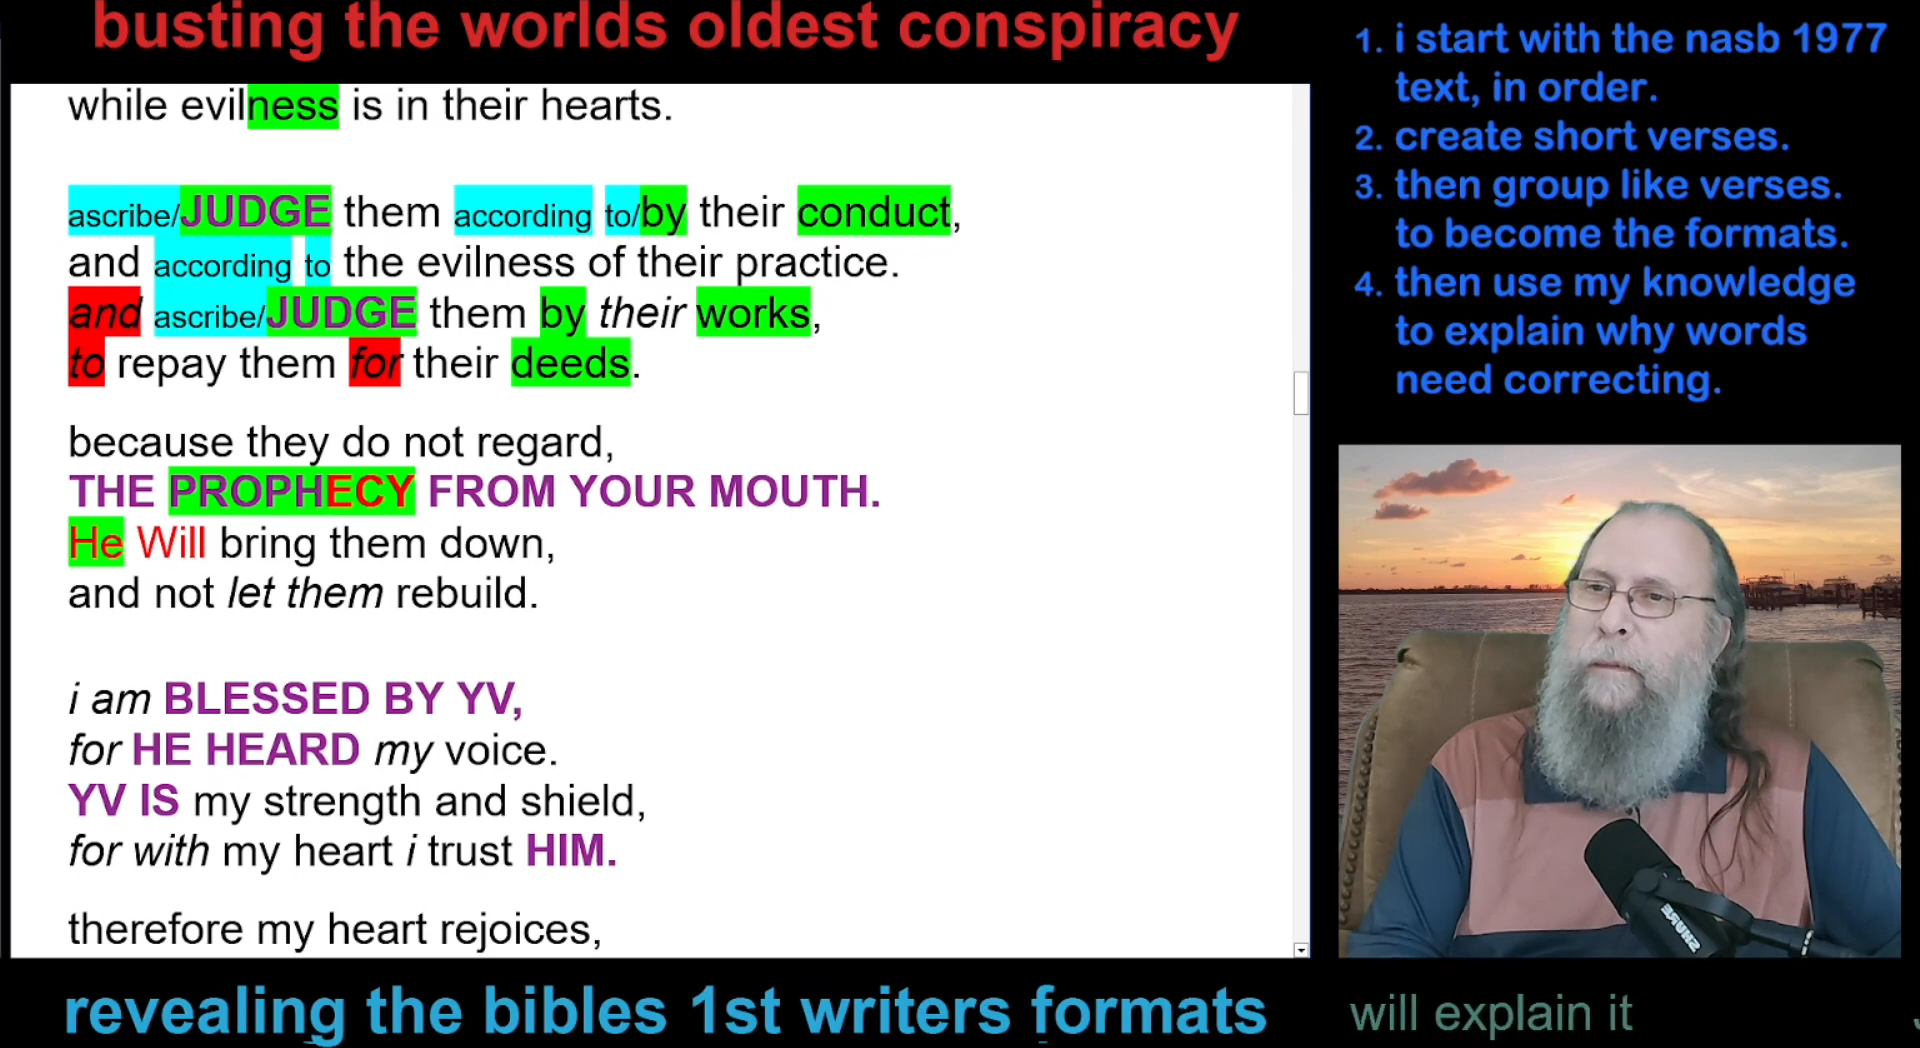 busting the worlds oldest conspiracy
while evilness is in their hearts.
ascribe/JUDGE them according to/by their conduct,
and according to the evilness of their practice.
and ascribe/JUDGE them by their works,
to repay them for their deeds.
because they do not regard,
THE PROPHECY FROM YOUR MOUTH.
He Will bring them down,
and not let them rebuild.
i am BLESSED BY YV,
for HE HEARD my voice.
YV IS my strength and shield,
for with my heart i trust HIM.
therefore my heart rejoices,
revealing the bibles 1st writers formats
1. i start with the nasb 1977
text, in order.
2. create short verses.
3. then group like verses.
to become the formats.
4. then use my knowledge
to explain why words
need correcting.
SHURE
will explain it